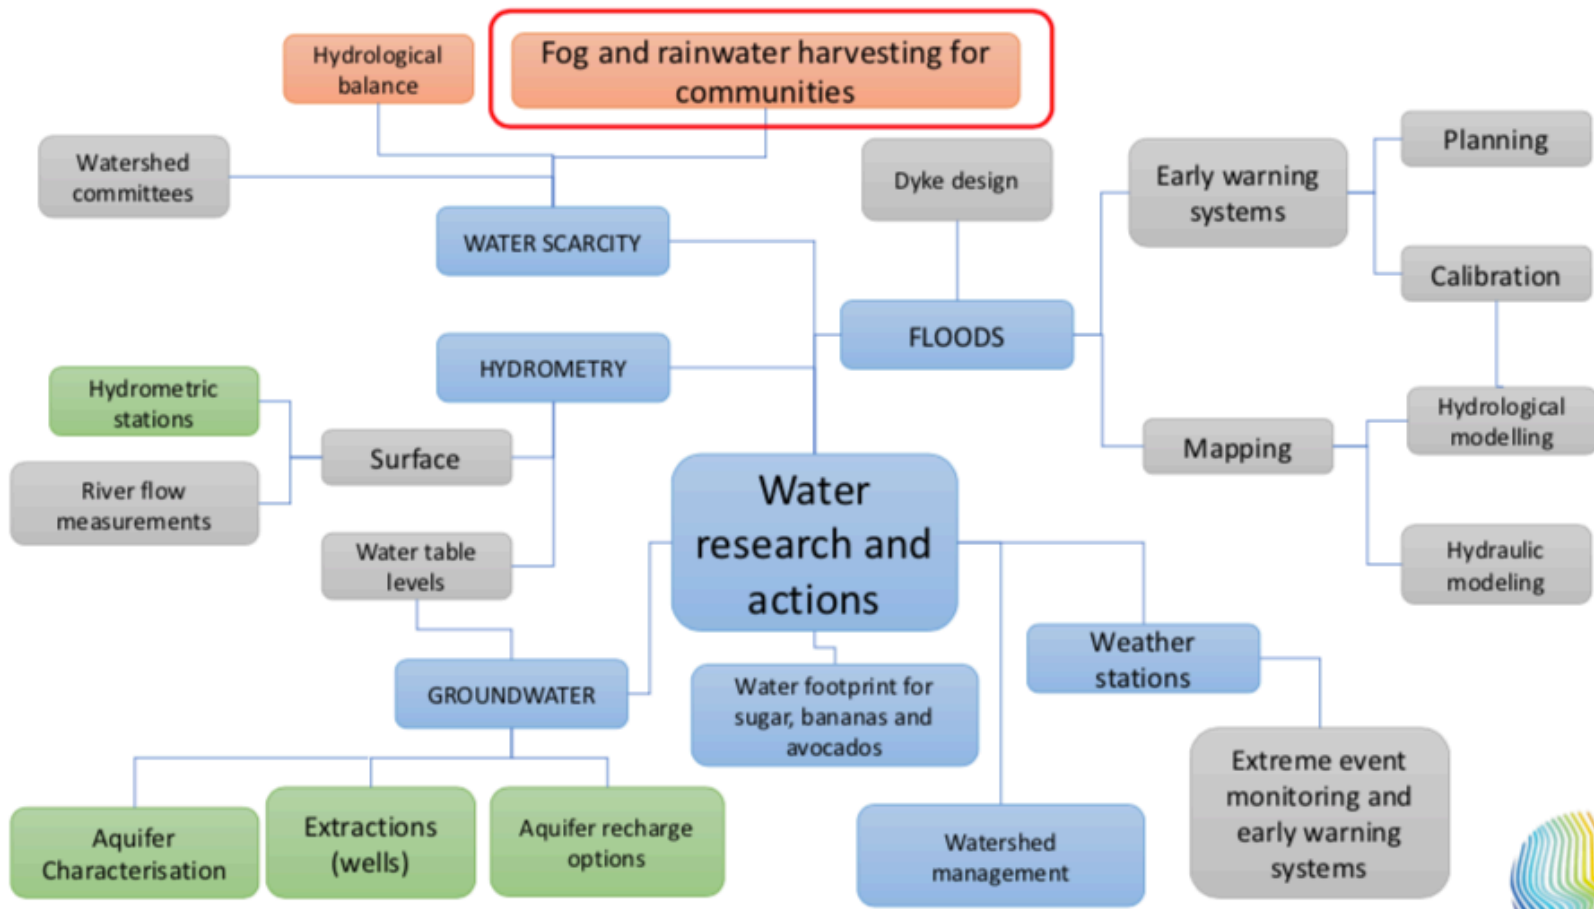 Hydrological
balance
Fog and rainwater harvesting for
communities
Watershed
committees
Dyke design
Early warning
systems
Planning
WATER SCARCITY
Calibration
FLOODS
HYDROMETRY
Hydrometric
stations
Hydrological
modelling
Surface
Mapping
River flow
measurements
Water
research and
actions
Water table
levels
Hydraulic
modeling
Weather
stations
GROUNDWATER
Water footprint for
sugar, bananas and
avocados
Extreme event
monitoring and
early warning
systems
Aquifer
Characterisation
Extractions
(wells)
Aquifer recharge
options
Watershed
management